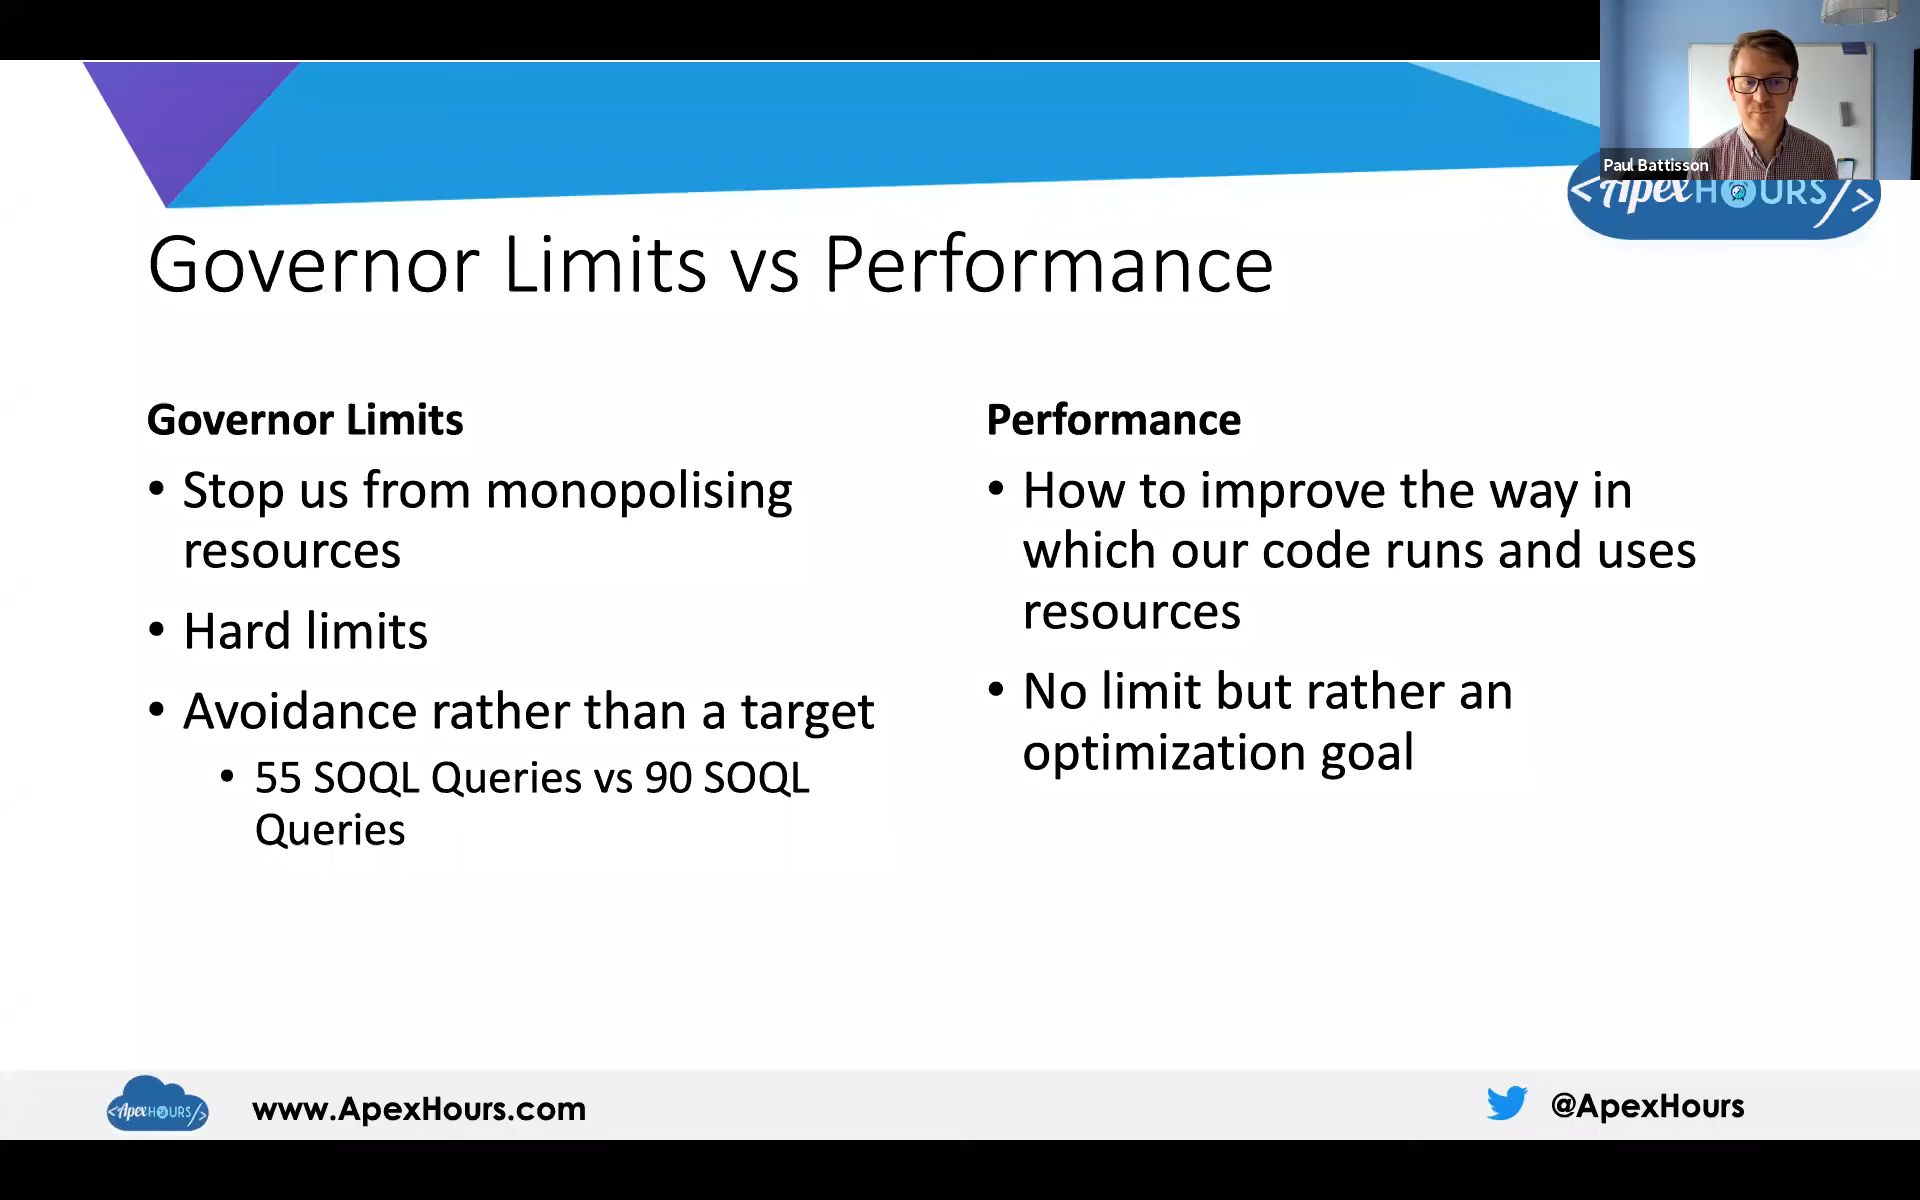 Paul Battisson
<ApexHOURS/>
Governor Limits vs Performance
Governor Limits
• Stop us from monopolising
resources
• Hard limits
• Avoidance rather than a target
• 55 SOQL Queries vs 90 SOQL
Queries
Performance
• How to improve the way in
which our code runs and uses
resources
• No limit but rather an
optimization goal
<ApexHOURS/>
www.ApexHours.com
@ApexHours